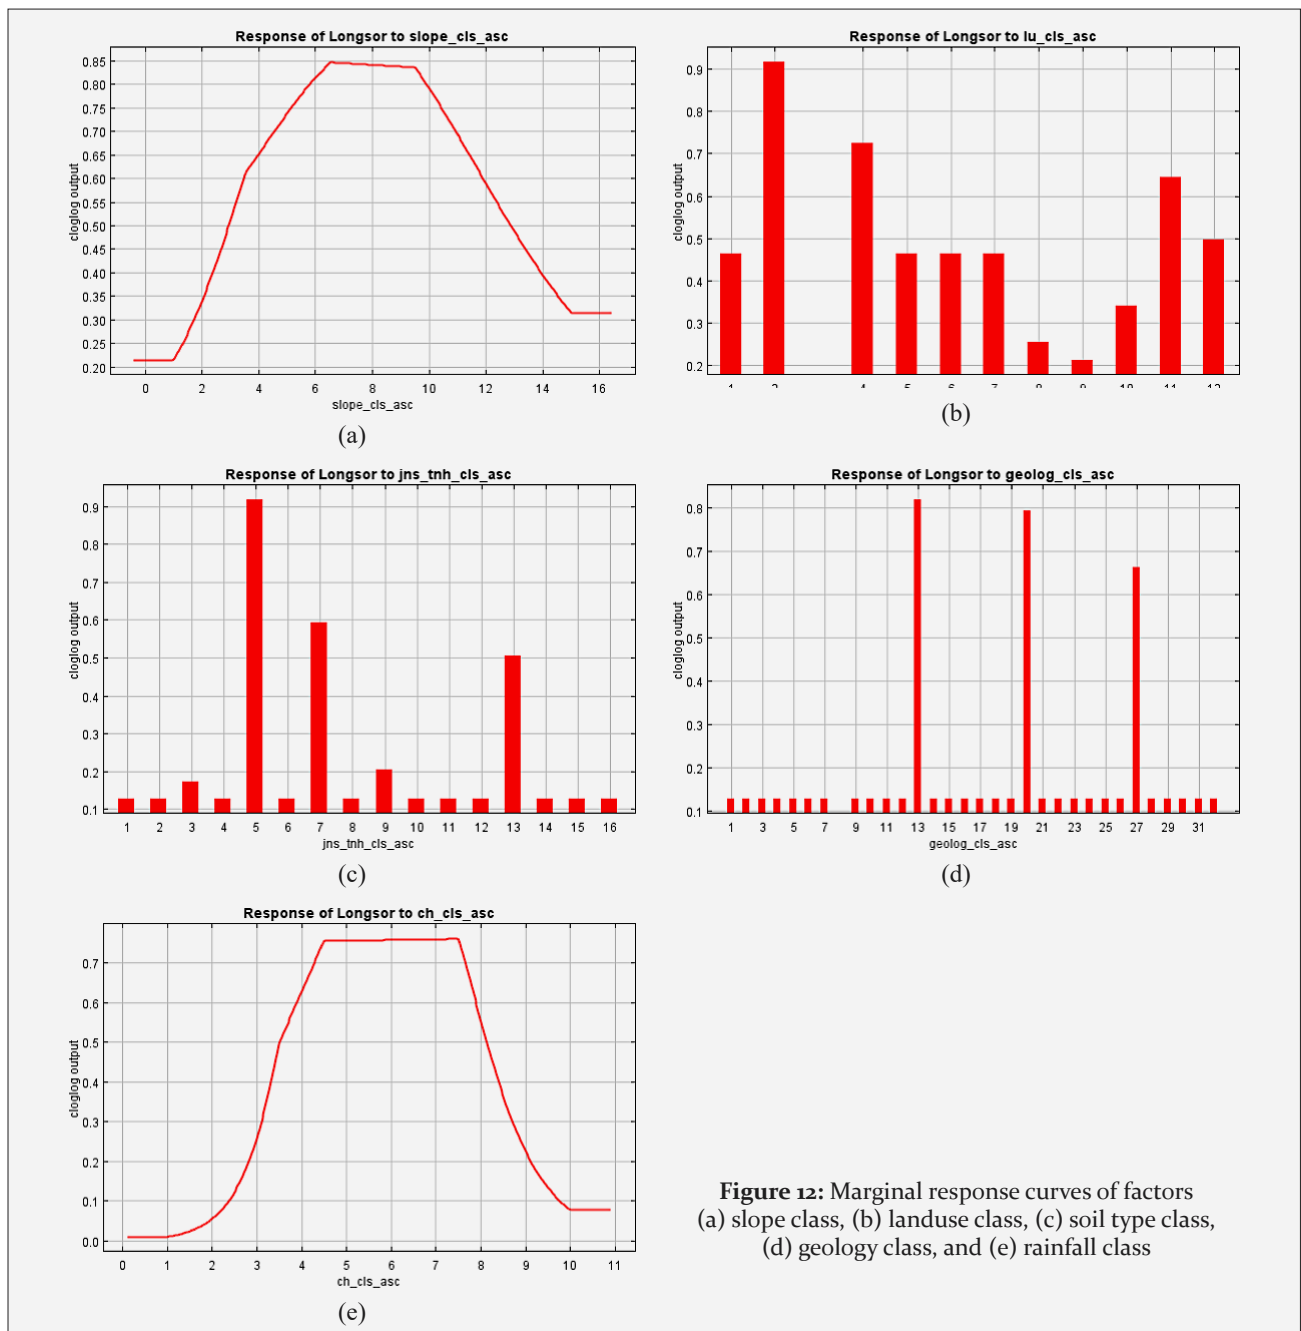 Response of Longsor to slope_cls_asc
cloglog output
0.85
0.80
0.75
0.70
0.65
0.60
0.55
0.50
0.45
0.40
0.35
0.30
0.25
0.20
0 2 4 6 8 10 12 14 16
slope_cls_asc
(a)
Response of Longsor to lu_cls_asc
cloglog output
0.9
0.8
0.7
0.6
0.5
0.4
0.3
0.2
1 2 4 5 6 7 8 9 10 11 12
(b)
Response of Longsor to jns_tnh_cls_asc
cloglog output
0.9
0.8
0.7
0.6
0.5
0.4
0.3
0.2
0.1
1 2 3 4 5 6 7 8 9 10 11 12 13 14 15 16
jns_tnh_cls_asc
(c)
Response of Longsor to geolog_cls_asc
cloglog output
0.8
0.7
0.6
0.5
0.4
0.3
0.2
0.1
1 3 5 7 9 11 13 15 17 19 21 23 25 27 29 31
geolog_cls_asc
(d)
Response of Longsor to ch_cls_asc
cloglog output
0.7
0.6
0.5
0.4
0.3
0.2
0.1
0.0
0 1 2 3 4 5 6 7 8 9 10 11
ch_cls_asc
(e)
Figure 12: Marginal response curves of factors
(a) slope class, (b) landuse class, (c) soil type class,
(d) geology class, and (e) rainfall class